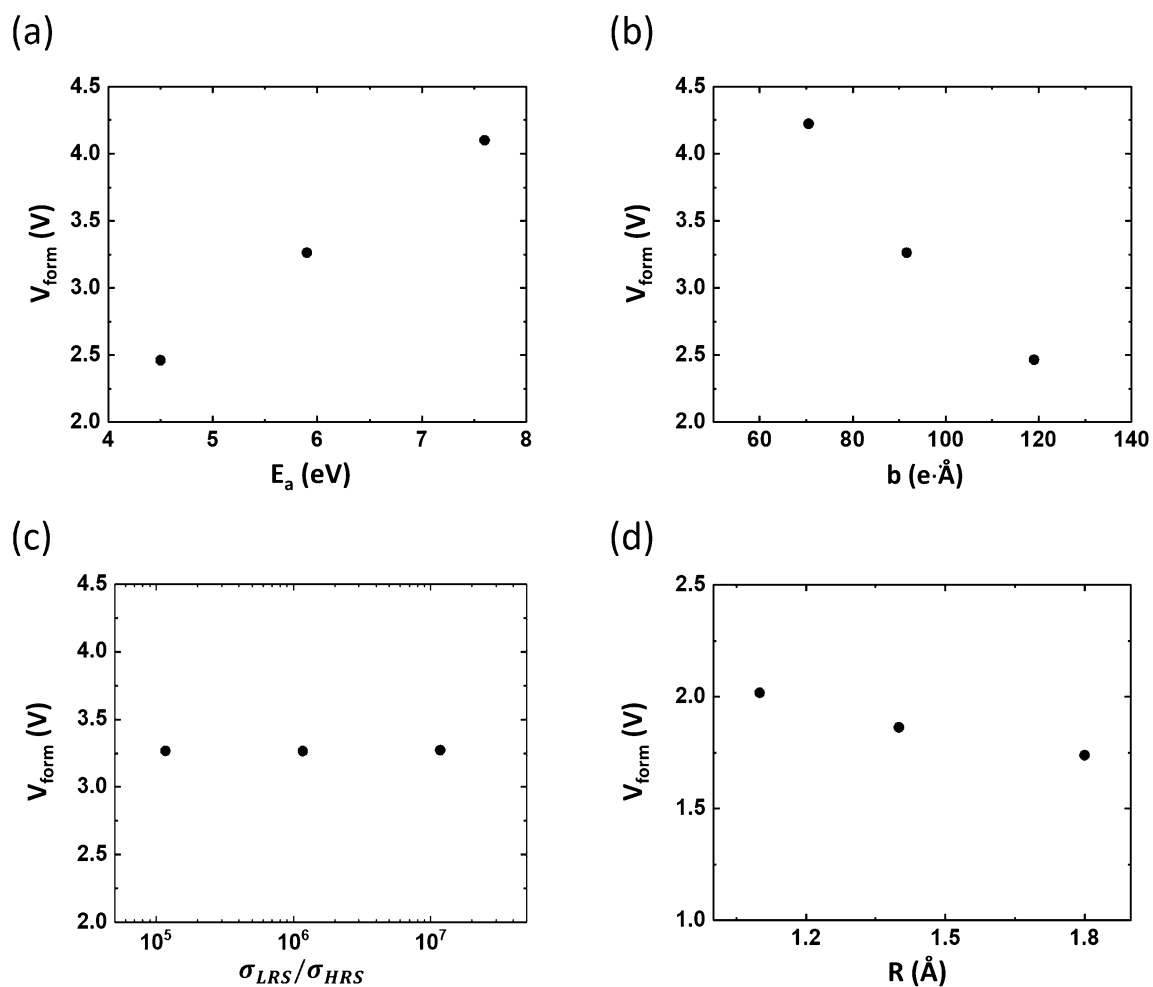 (a)
4.5
4.0
3.5
3.0
2.5
2.0
V_form (V)
4 5 6 7 8
E_a (eV)
(b)
4.5
4.0
3.5
3.0
2.5
2.0
V_form (V)
60 80 100 120 140
b (e·Å)
(c)
4.5
4.0
3.5
3.0
2.5
2.0
V_form (V)
10^5 10^6 10^7
σ_LRS/σ_HRS
(d)
2.5
2.0
1.5
1.0
V_form (V)
1.2 1.5 1.8
R (Å)